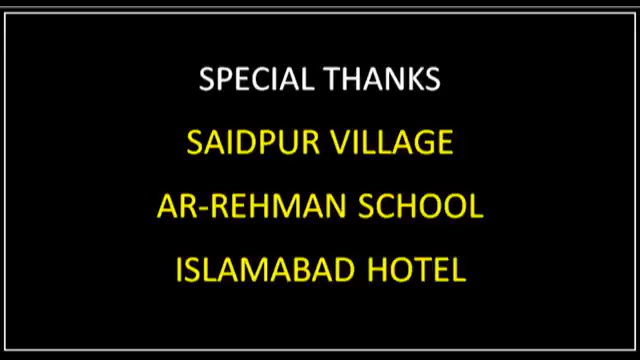 SPECIAL THANKS
SAIDPUR VILLAGE
AR-REHMAN SCHOOL
ISLAMABAD HOTEL